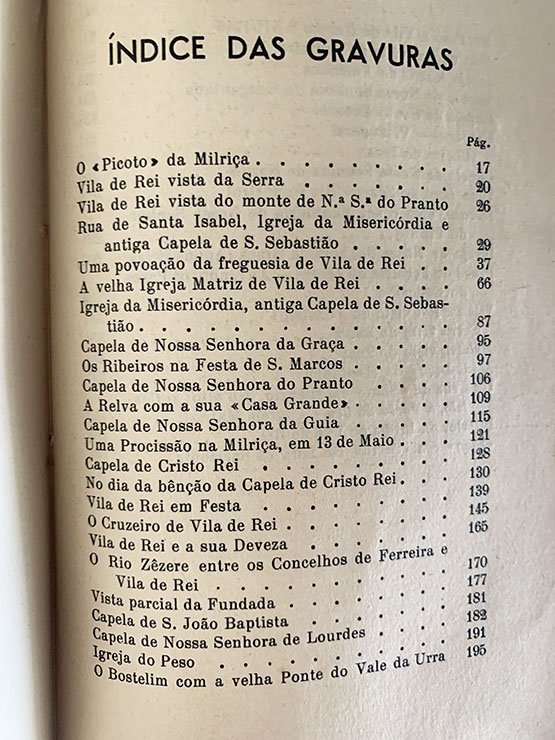 ÍNDICE DAS GRAVURAS
Pág.
O «Picoto» da Milriça . . . . . . . . . 17
Vila de Rei vista da Serra . . . . . . . 20
Vila de Rei vista do monte de N.ª S.ª do Pranto 26
Rua de Santa Isabel, Igreja da Misericórdia e
antiga Capela de S. Sebastião . . . . . 29
Uma povoação da freguesia de Vila de Rei . . 37
A velha Igreja Matriz de Vila de Rei . . . . 66
Igreja da Misericórdia, antiga Capela de S. Sebas-
tião . . . . . . . . . . . . . . 87
Capela de Nossa Senhora da Graça . . . . . 95
Os Ribeiros na Festa de S. Marcos . . . . . 97
Capela de Nossa Senhora do Pranto . . . . 106
A Relva com a sua «Casa Grande» . . . . . 109
Capela de Nossa Senhora da Guia . . . . . 115
Uma Procissão na Milriça, em 13 de Maio . . . 121
Capela de Cristo Rei . . . . . . . . 128
No dia da bênção da Capela de Cristo Rei . . . 130
Vila de Rei em Festa . . . . . . . . 139
O Cruzeiro de Vila de Rei . . . . . . . 145
Vila de Rei e a sua Deveza . . . . . . 165
O Rio Zêzere entre os Concelhos de Ferreira e
Vila de Rei . . . . . . . . . . 170
Vista parcial da Fundada . . . . . . . 177
Capela de S. João Baptista . . . . . . 181
Capela de Nossa Senhora de Lourdes . . . . 182
Igreja do Peso . . . . . . . . . . 191
O Bostelim com a velha Ponte do Vale da Urra 195